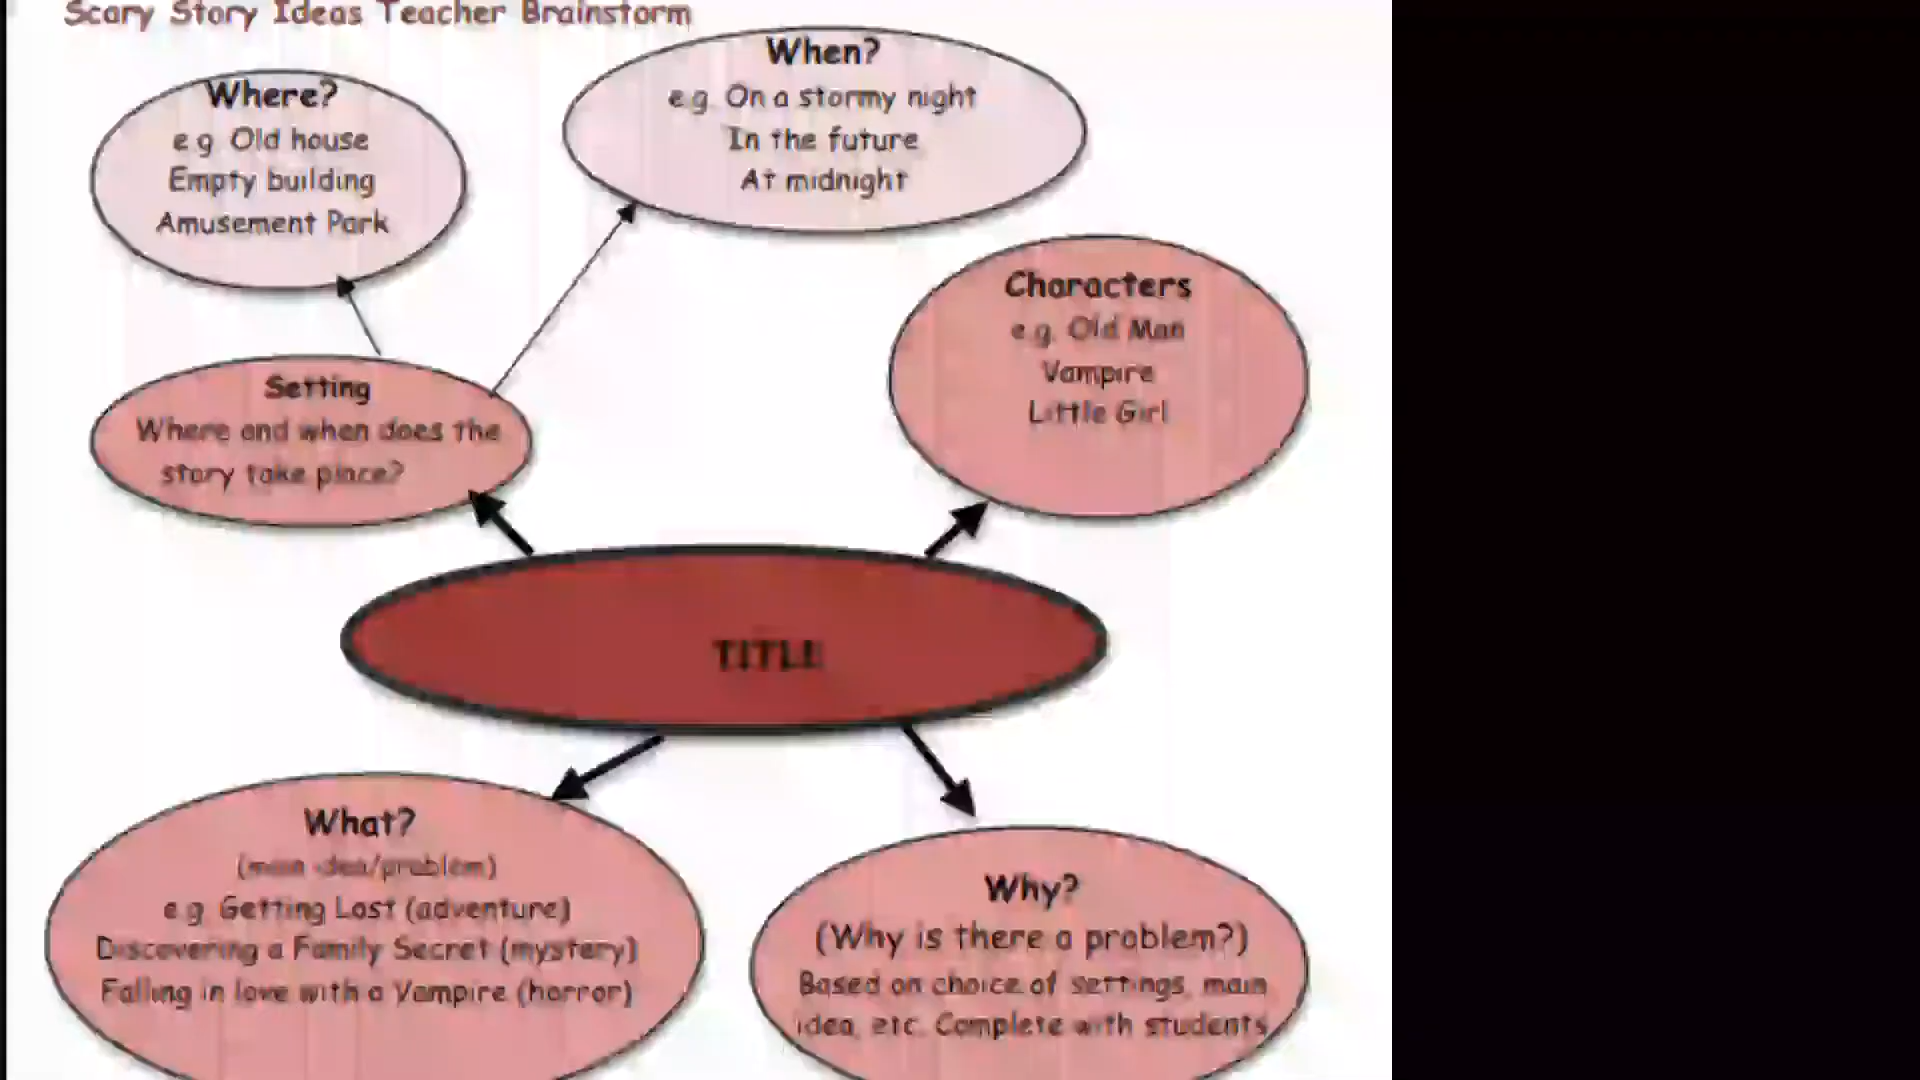 Scary Story Ideas Teacher Brainstorm
When?
e.g. On a stormy night
In the future
At midnight
Where?
e.g. Old house
Empty building
Amusement Park
Characters
e.g. Old Man
Vampire
Little Girl
Setting
Where and when does the
story take place?
TITLE
What?
(main idea/problem)
e.g. Getting Lost (adventure)
Discovering a Family Secret (mystery)
Falling in love with a Vampire (horror)
Why?
(Why is there a problem?)
Based on choice of settings, main
idea, etc. Complete with students